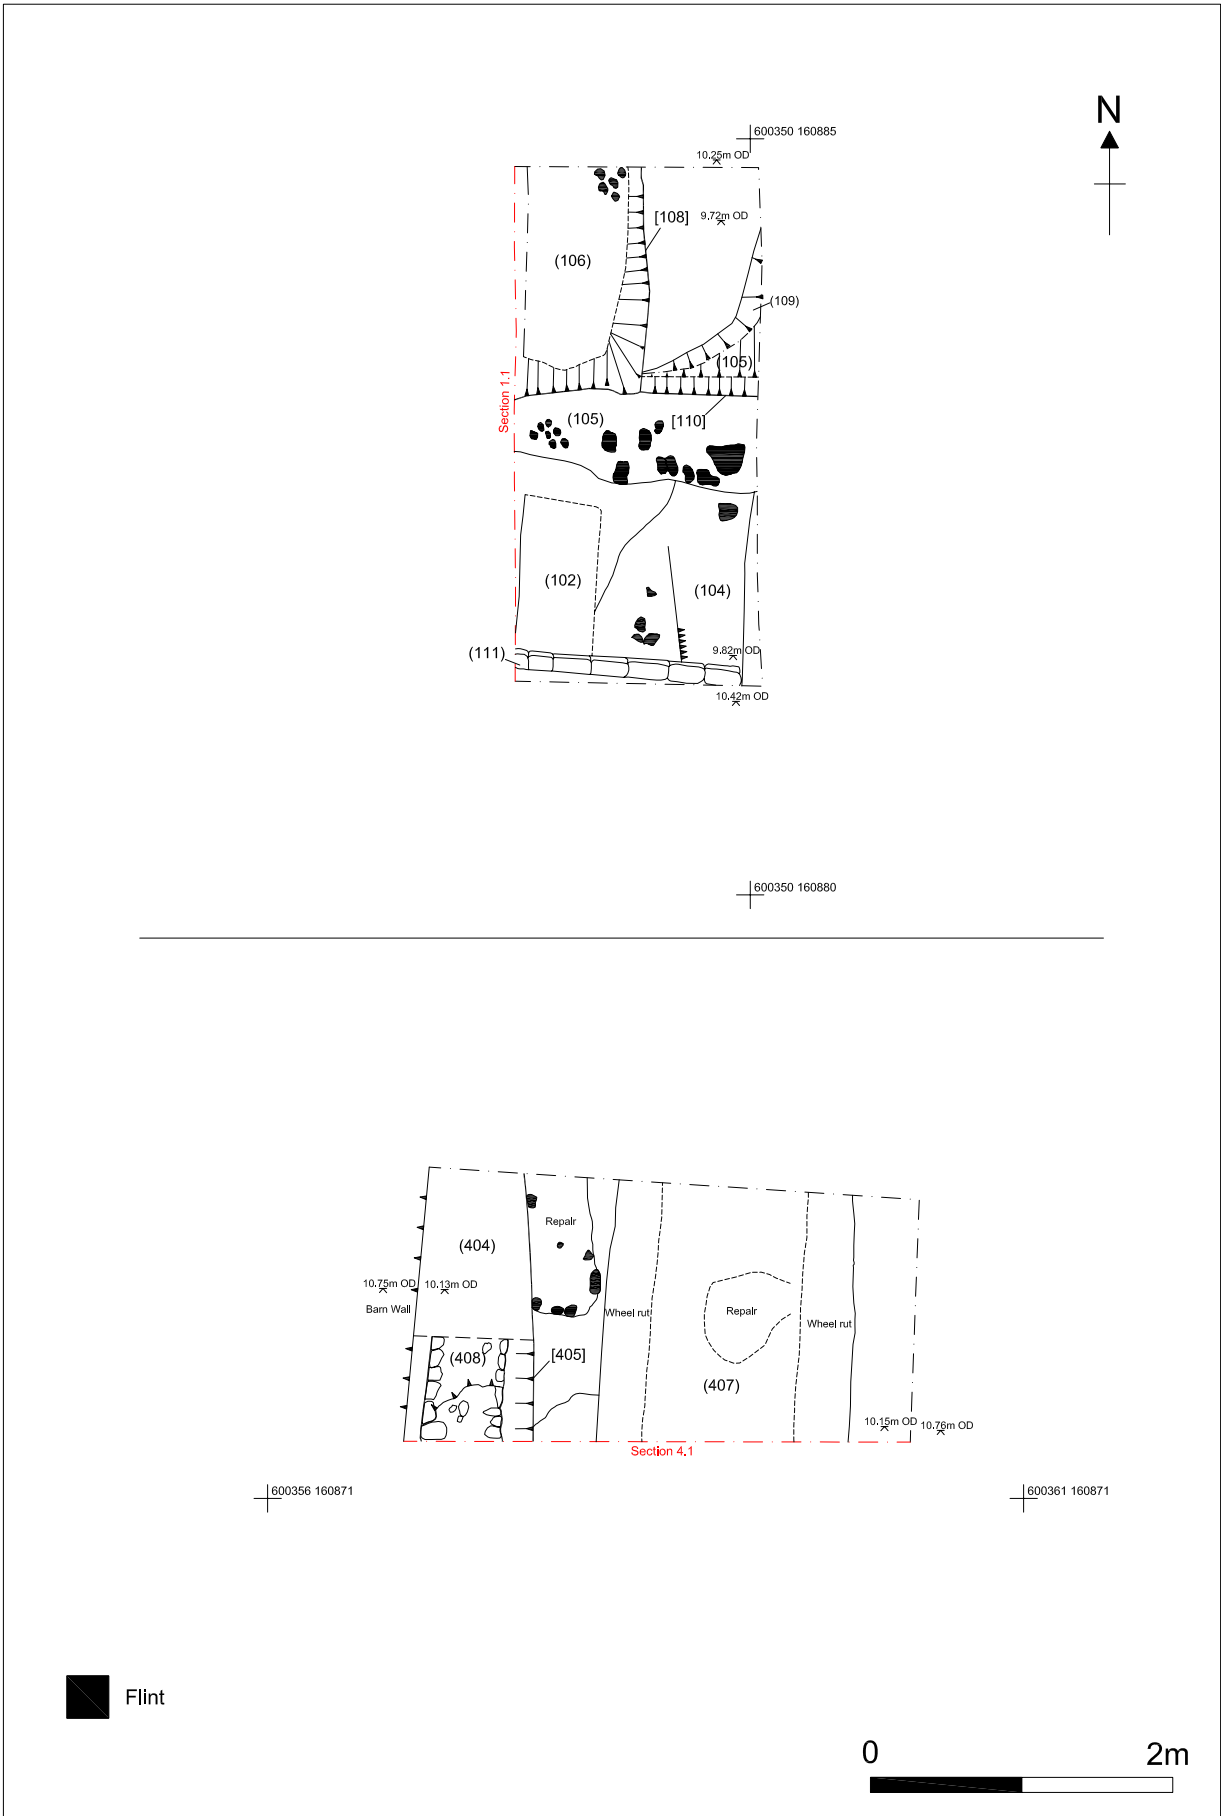 N
600350 160885
10.25m OD
[108]
9.72m OD
(106)
(109)
(105)
Section 1.1
(105)
[110]
(102)
(104)
(111)
9.82m OD
10.42m OD
600350 160880
Repair
(404)
10.75m OD
10.13m OD
Barn Wall
Wheel rut
Repair
Wheel rut
(408)
[405]
(407)
10.15m OD
10.76m OD
Section 4.1
600356 160871
600361 160871
Flint
0
2m